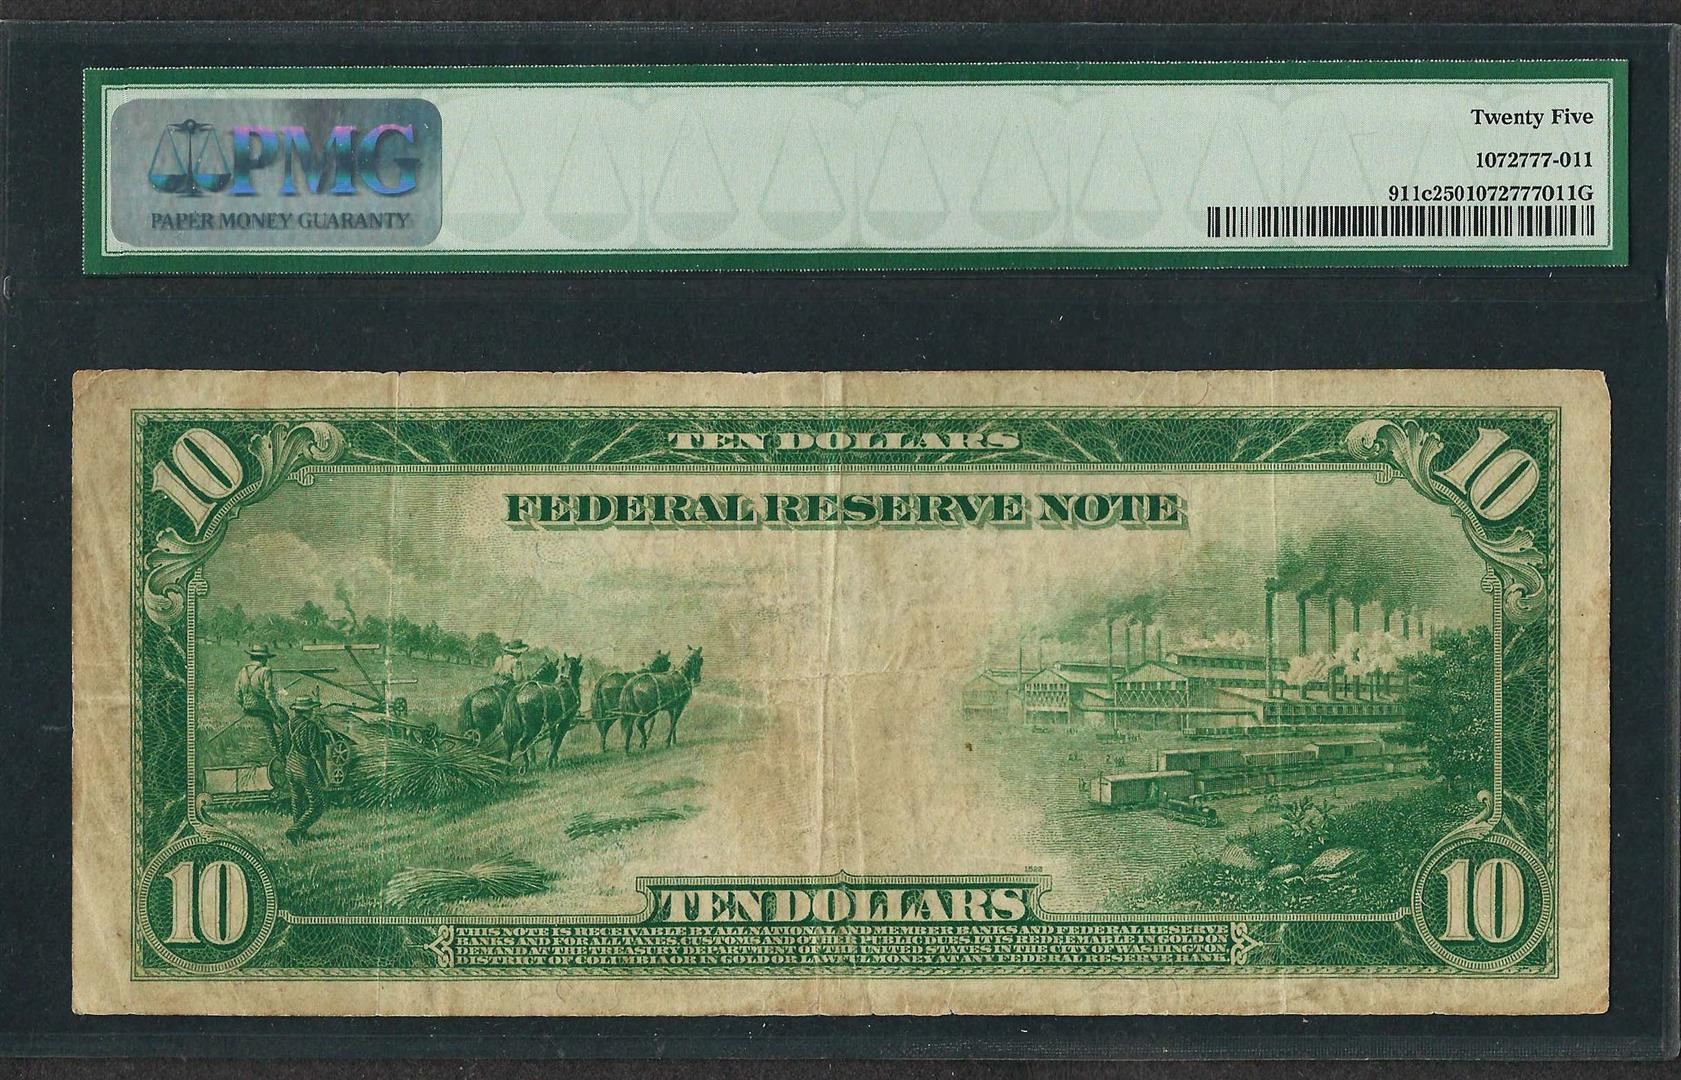 PMG
PAPER MONEY GUARANTY
Twenty Five
1072777-011
911c2501072777011G
10
TEN DOLLARS
10
FEDERAL RESERVE NOTE
1522
10
TEN DOLLARS
10
THIS NOTE IS RECEIVABLE BY ALL NATIONAL AND MEMBER BANKS AND FEDERAL RESERVE
BANKS AND FOR ALL TAXES, CUSTOMS AND OTHER PUBLIC DUES. IT IS REDEEMABLE IN GOLD ON
DEMAND AT THE TREASURY DEPARTMENT OF THE UNITED STATES IN THE CITY OF WASHINGTON
DISTRICT OF COLUMBIA OR IN GOLD OR LAWFUL MONEY AT ANY FEDERAL RESERVE BANK.